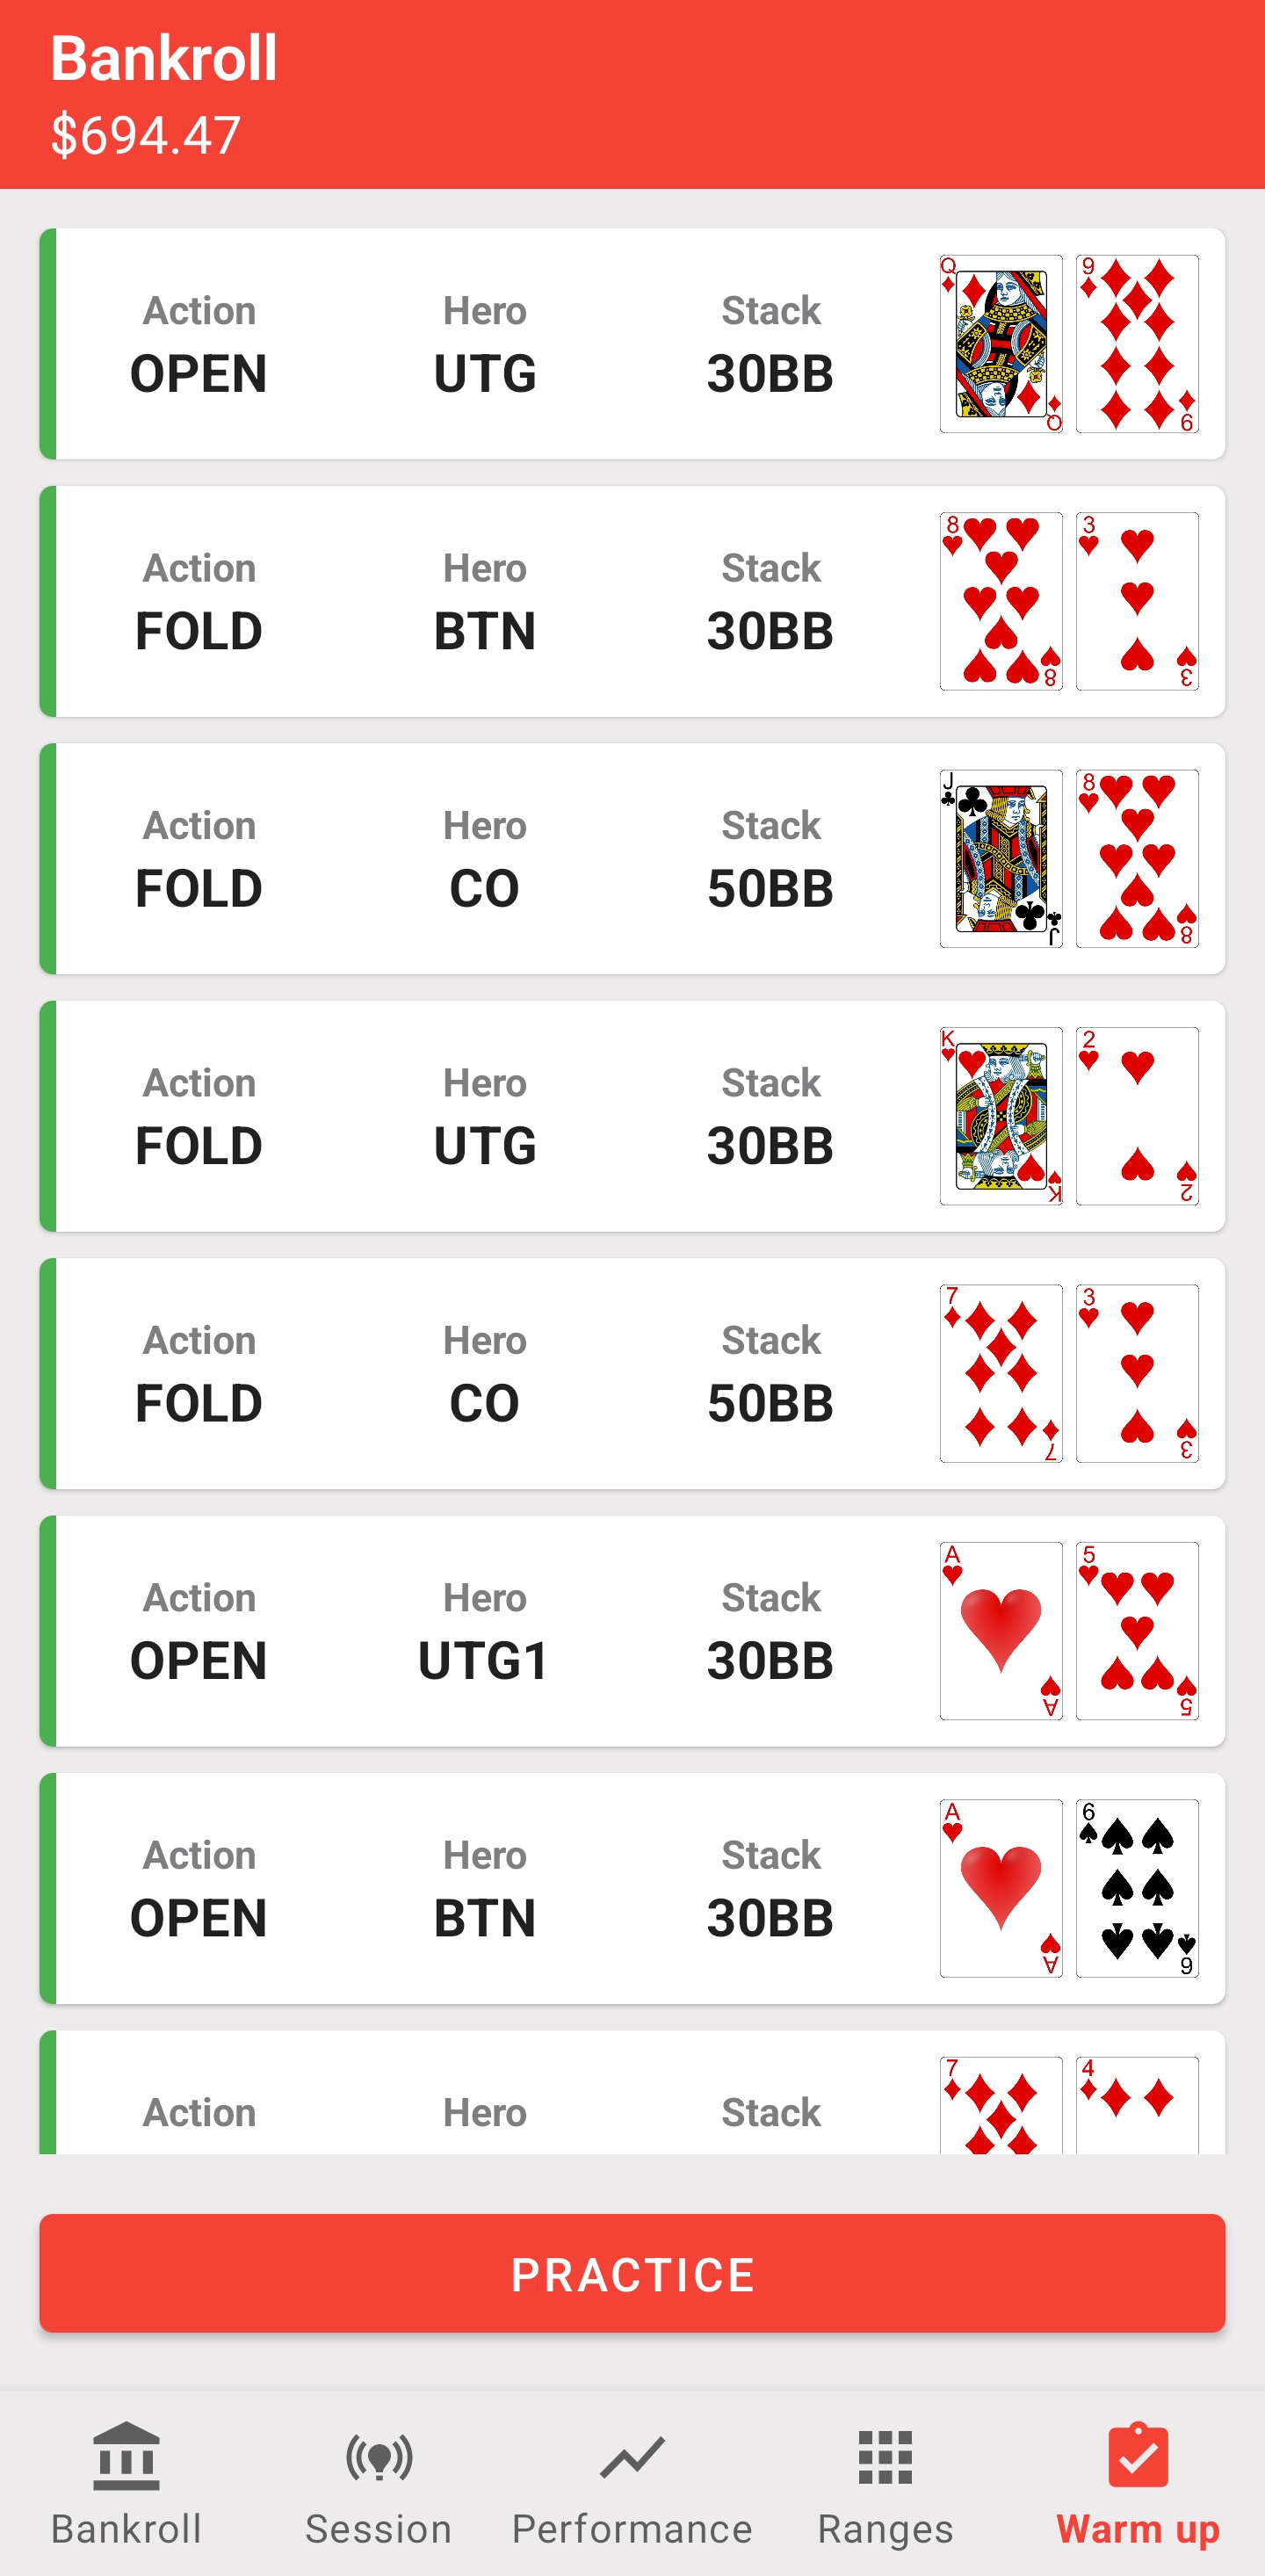 Bankroll
$694.47
Action Hero Stack Q 9
OPEN UTG 30BB Q 9
Action Hero Stack 8 3
FOLD BTN 30BB 8 3
Action Hero Stack J 8
FOLD CO 50BB J 8
Action Hero Stack K 2
FOLD UTG 30BB K 2
Action Hero Stack 7 3
FOLD CO 50BB 7 3
Action Hero Stack A 5
OPEN UTG1 30BB A 5
Action Hero Stack A 6
OPEN BTN 30BB A 6
Action Hero Stack 7 4
PRACTICE
Bankroll Session Performance Ranges Warm up